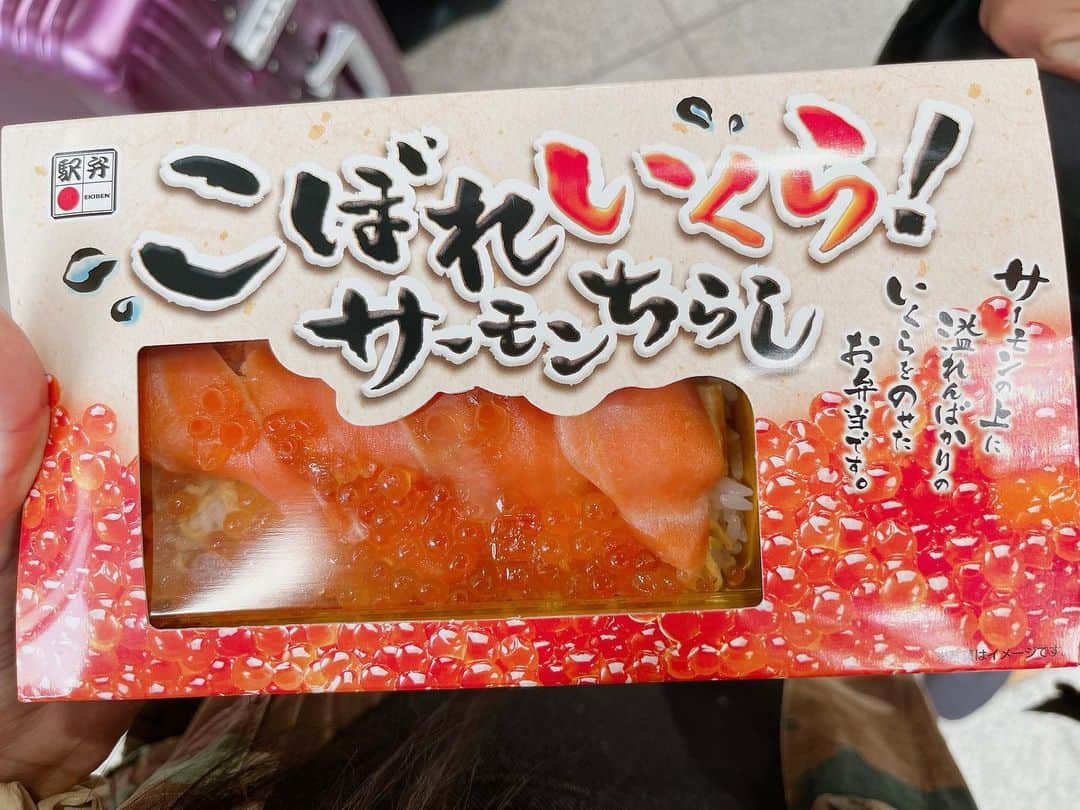 駅弁
EKIBEN
こぼれいくら!
サーモンちらし
サーモンの上に
溢れんばかりの
いくらをのせた
お弁当です。
はイメージです。